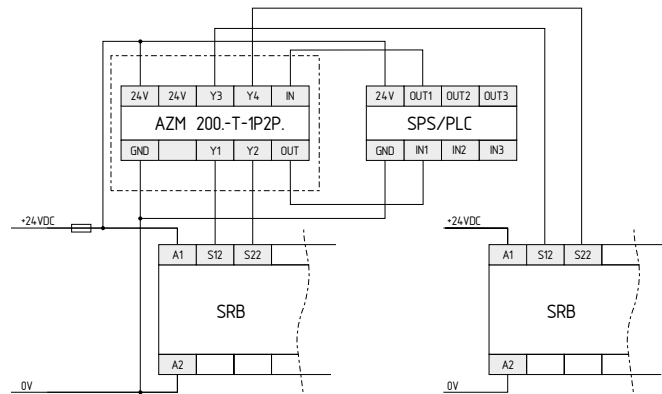 24V 24V Y3 Y4 IN
24V OUT1 OUT2 OUT3
AZM 200.-T-1P2P.
SPS/PLC
GND Y1 Y2 OUT
GND IN1 IN2 IN3
+24VDC
+24VDC
A1 S12 S22
A1 S12 S22
SRB
SRB
A2
A2
0V
0V